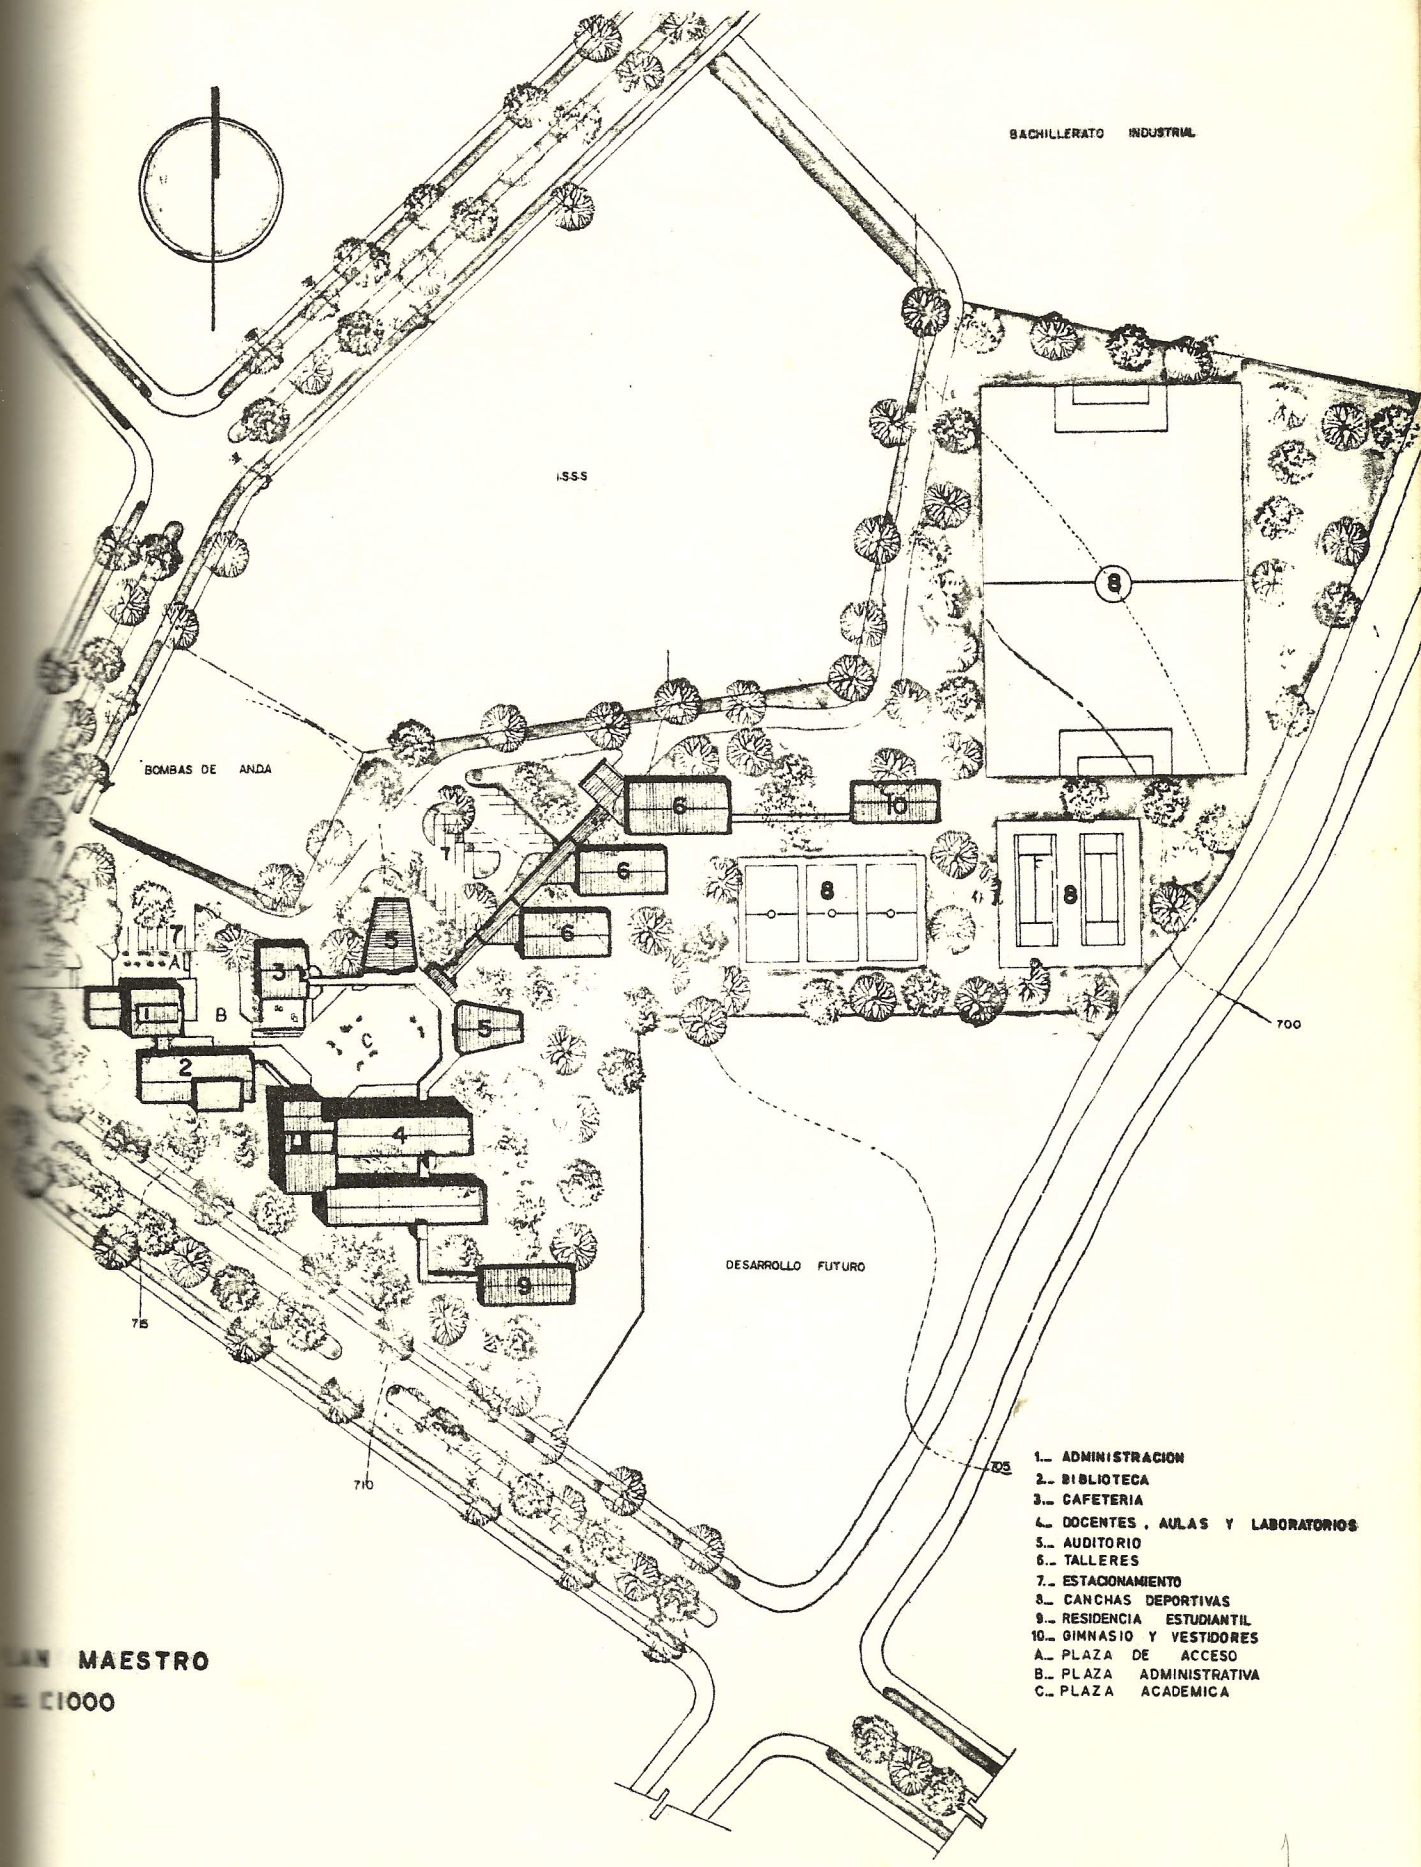 BACHILLERATO INDUSTRIAL
I.S.S.S
8
BOMBAS DE ANDA
6
10
7
6
8
8
6
7
5
A
3
1
B
5
700
C
2
4
9
DESARROLLO FUTURO
715
710
705
1._ ADMINISTRACION
2._ BIBLIOTECA
3._ CAFETERIA
4._ DOCENTES , AULAS Y LABORATORIOS
5._ AUDITORIO
6._ TALLERES
7._ ESTACIONAMIENTO
8._ CANCHAS DEPORTIVAS
9._ RESIDENCIA ESTUDIANTIL
10._ GIMNASIO Y VESTIDORES
A._ PLAZA DE ACCESO
B._ PLAZA ADMINISTRATIVA
C._ PLAZA ACADEMICA
MAESTRO
1000